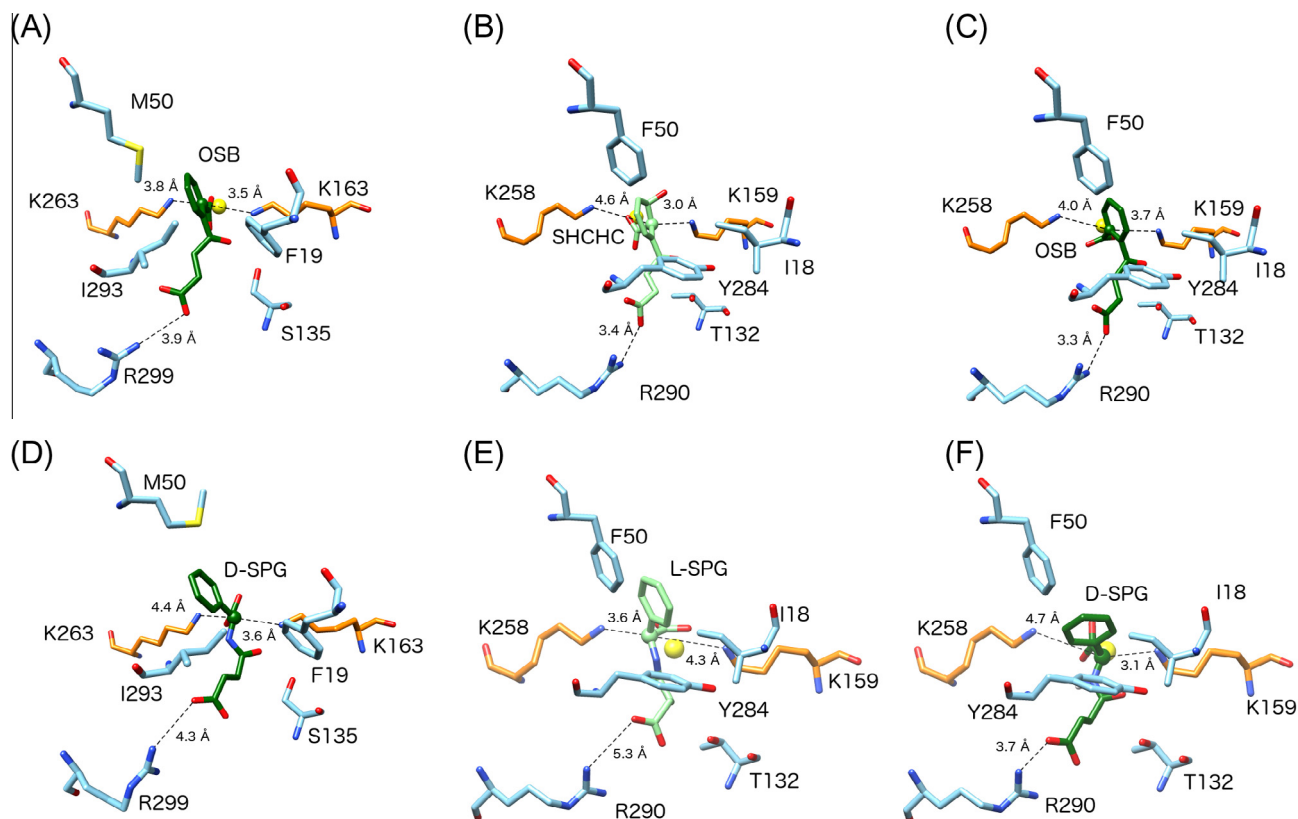 (A)
M50
OSB
3.8 Å
3.5 Å
K263
K163
F19
I293
S135
3.9 Å
R299
(B)
F50
K258
4.6 Å
3.0 Å
K159
SHCHC
I18
Y284
T132
3.4 Å
R290
(C)
F50
K258
4.0 Å
3.7 Å
K159
OSB
I18
Y284
T132
3.3 Å
R290
(D)
M50
D-SPG
4.4 Å
3.6 Å
K263
K163
F19
I293
S135
4.3 Å
R299
(E)
F50
L-SPG
I18
3.6 Å
K258
4.3 Å
K159
Y284
5.3 Å
T132
R290
(F)
F50
D-SPG
I18
4.7 Å
K258
3.1 Å
Y284
K159
3.7 Å
T132
R290